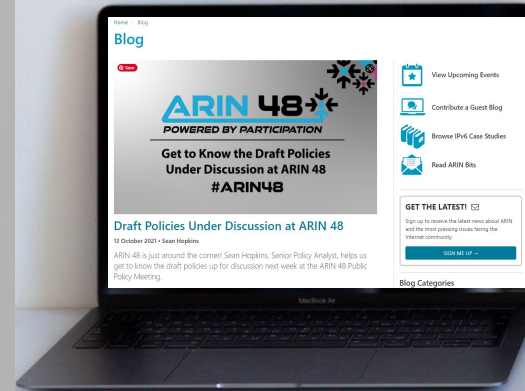 Home > Blog
Blog
Save
ARIN 48
POWERED BY PARTICIPATION
Get to Know the Draft Policies
Under Discussion at ARIN 48
#ARIN48
Draft Policies Under Discussion at ARIN 48
13 October 2021 • Sean Hopkins
ARIN 48 is just around the corner! Sean Hopkins, Senior Policy Analyst, helps us
get to know the draft policies up for discussion next week at the ARIN 48 Public
Policy Meeting.
View Upcoming Events
Contribute a Guest Blog
Browse IPv6 Case Studies
Read ARIN Bits
GET THE LATEST!
Sign up to receive the latest news about ARIN
and the most pressing issues facing the
Internet community.
SIGN ME UP →
Blog Categories
MacBook Air